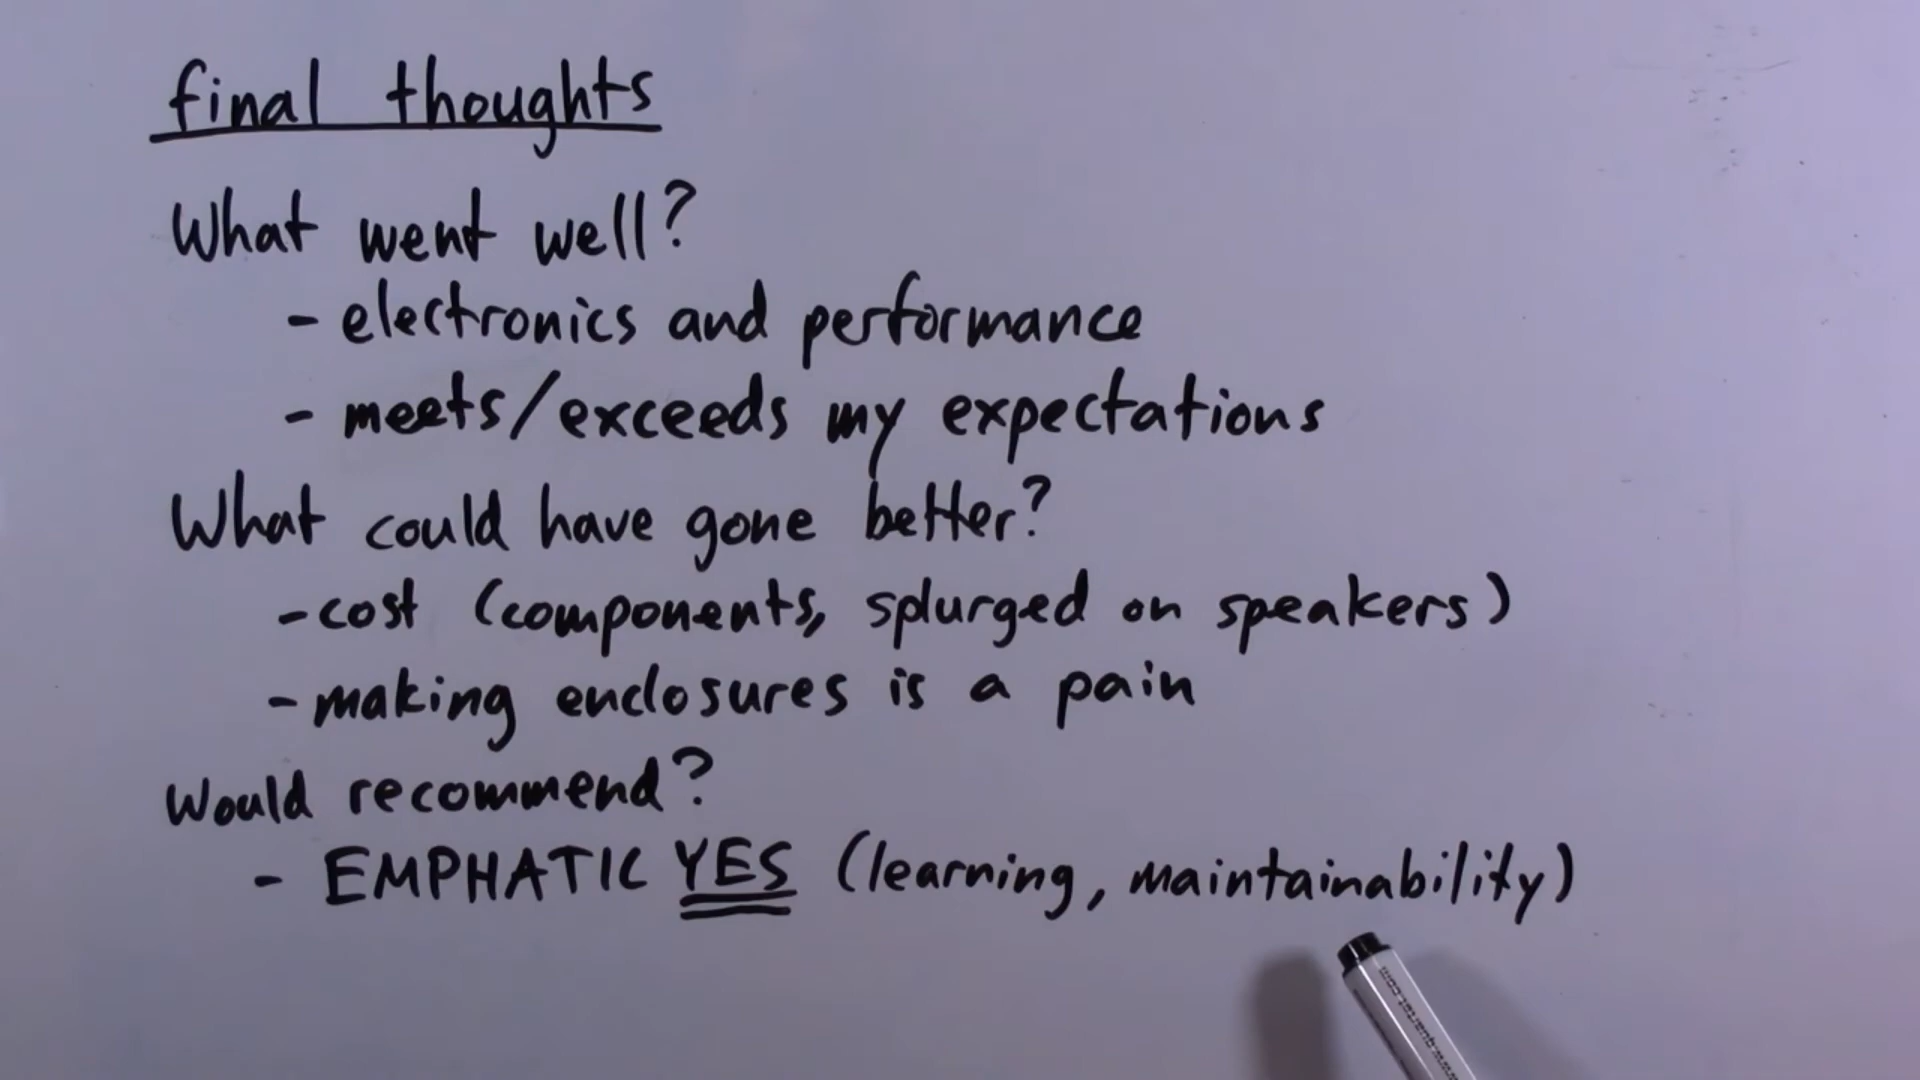 final thoughts
What went well?
- electronics and performance
- meets/exceeds my expectations
What could have gone better?
- cost (components, splurged on speakers)
- making enclosures is a pain
Would recommend?
- EMPHATIC YES (learning, maintainability)